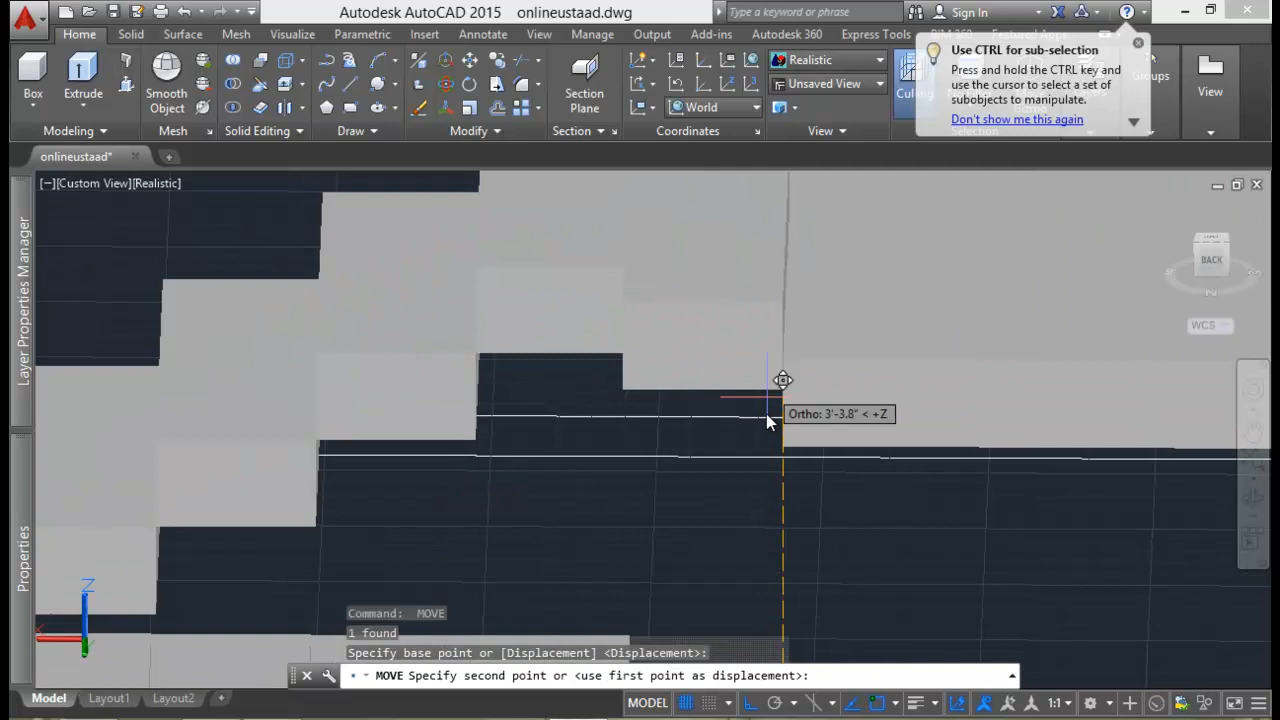 Autodesk AutoCAD 2015 onlineustaad.dwg
Type a keyword or phrase
Sign In
Home Solid Surface Mesh Visualize Parametric Insert Annotate View Manage Output Add-ins Autodesk 360 Express Tools BIM 360
Box
Extrude
Smooth
Object
Section
Plane
World
Realistic
Unsaved View
Culling
Groups
View
Modeling Mesh Solid Editing Draw Modify Section Coordinates View Selection
Use CTRL for sub-selection
Press and hold the CTRL key and
use the cursor to select a set of
subobjects to manipulate.
Don't show me this again
onlineustaad*
[−][Custom View][Realistic]
Layer Properties Manager
Properties
BACK
N
WCS
Ortho: 3'-3.8" < +Z
Z
X
Command: MOVE
1 found
Specify base point or [Displacement] <Displacement>:
MOVE Specify second point or <use first point as displacement>:
Model Layout1 Layout2 +
MODEL
1:1